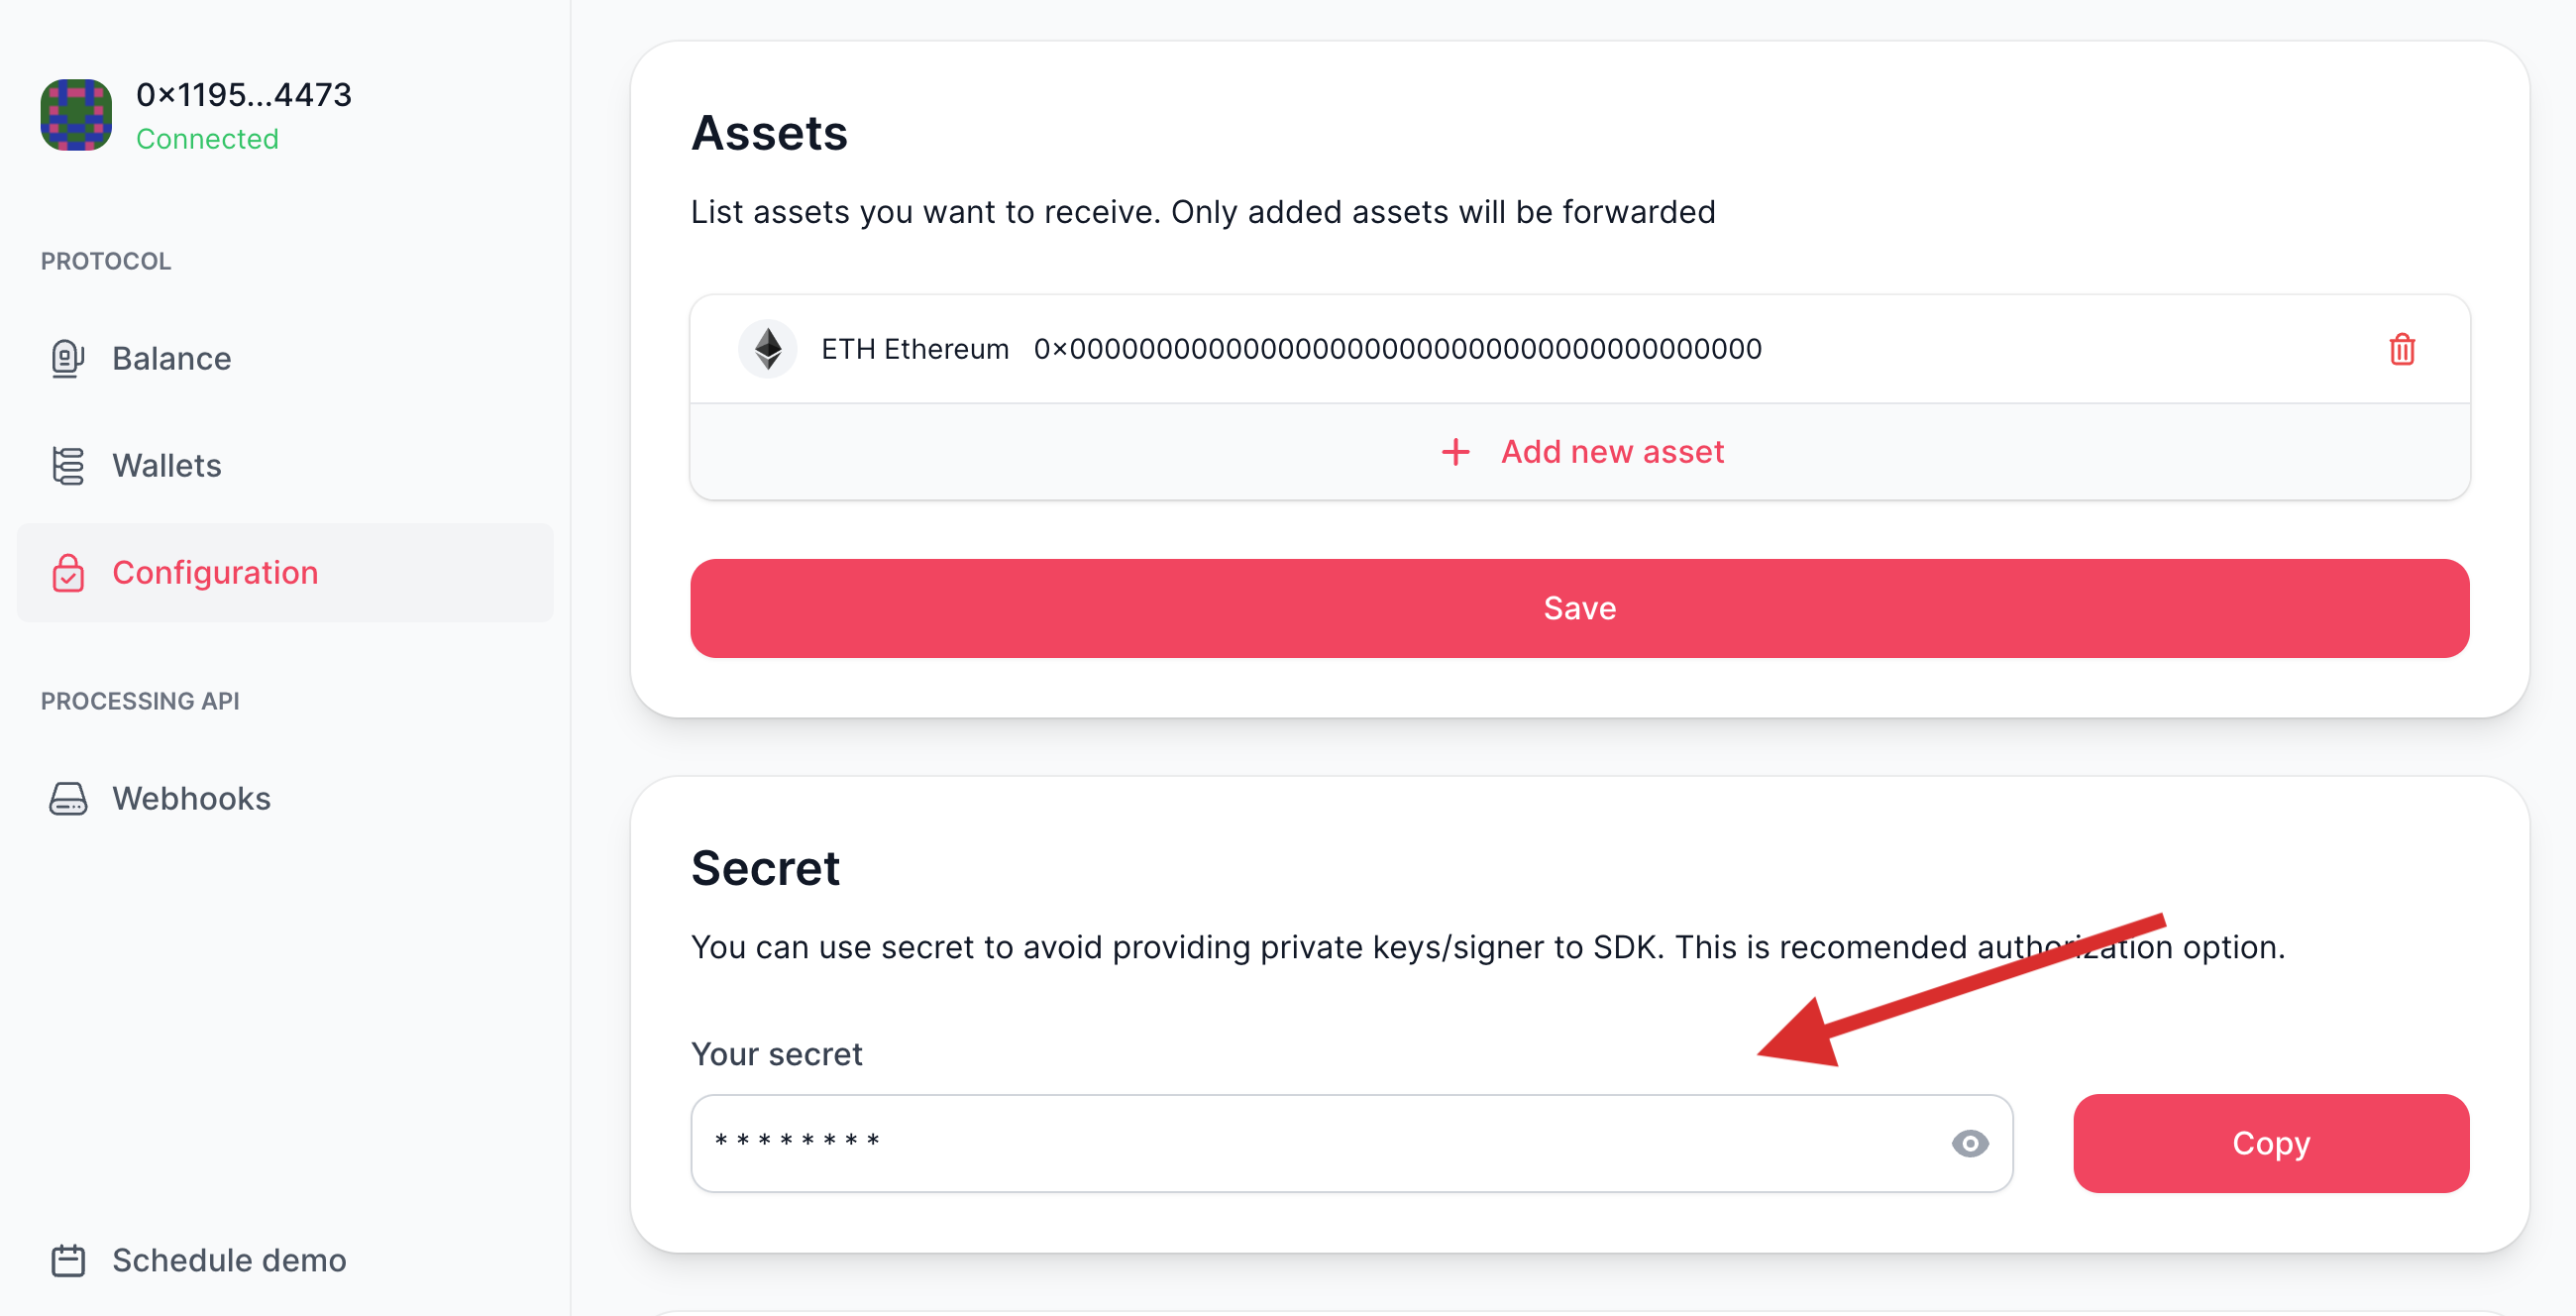 0×1195...4473
Connected
PROTOCOL
Balance
Wallets
Configuration
PROCESSING API
Webhooks
Schedule demo
Assets
List assets you want to receive. Only added assets will be forwarded
ETH Ethereum 0×0000000000000000000000000000000000000000
Add new asset
Save
Secret
You can use secret to avoid providing private keys/signer to SDK. This is recomended authorization option.
Your secret
********
Copy